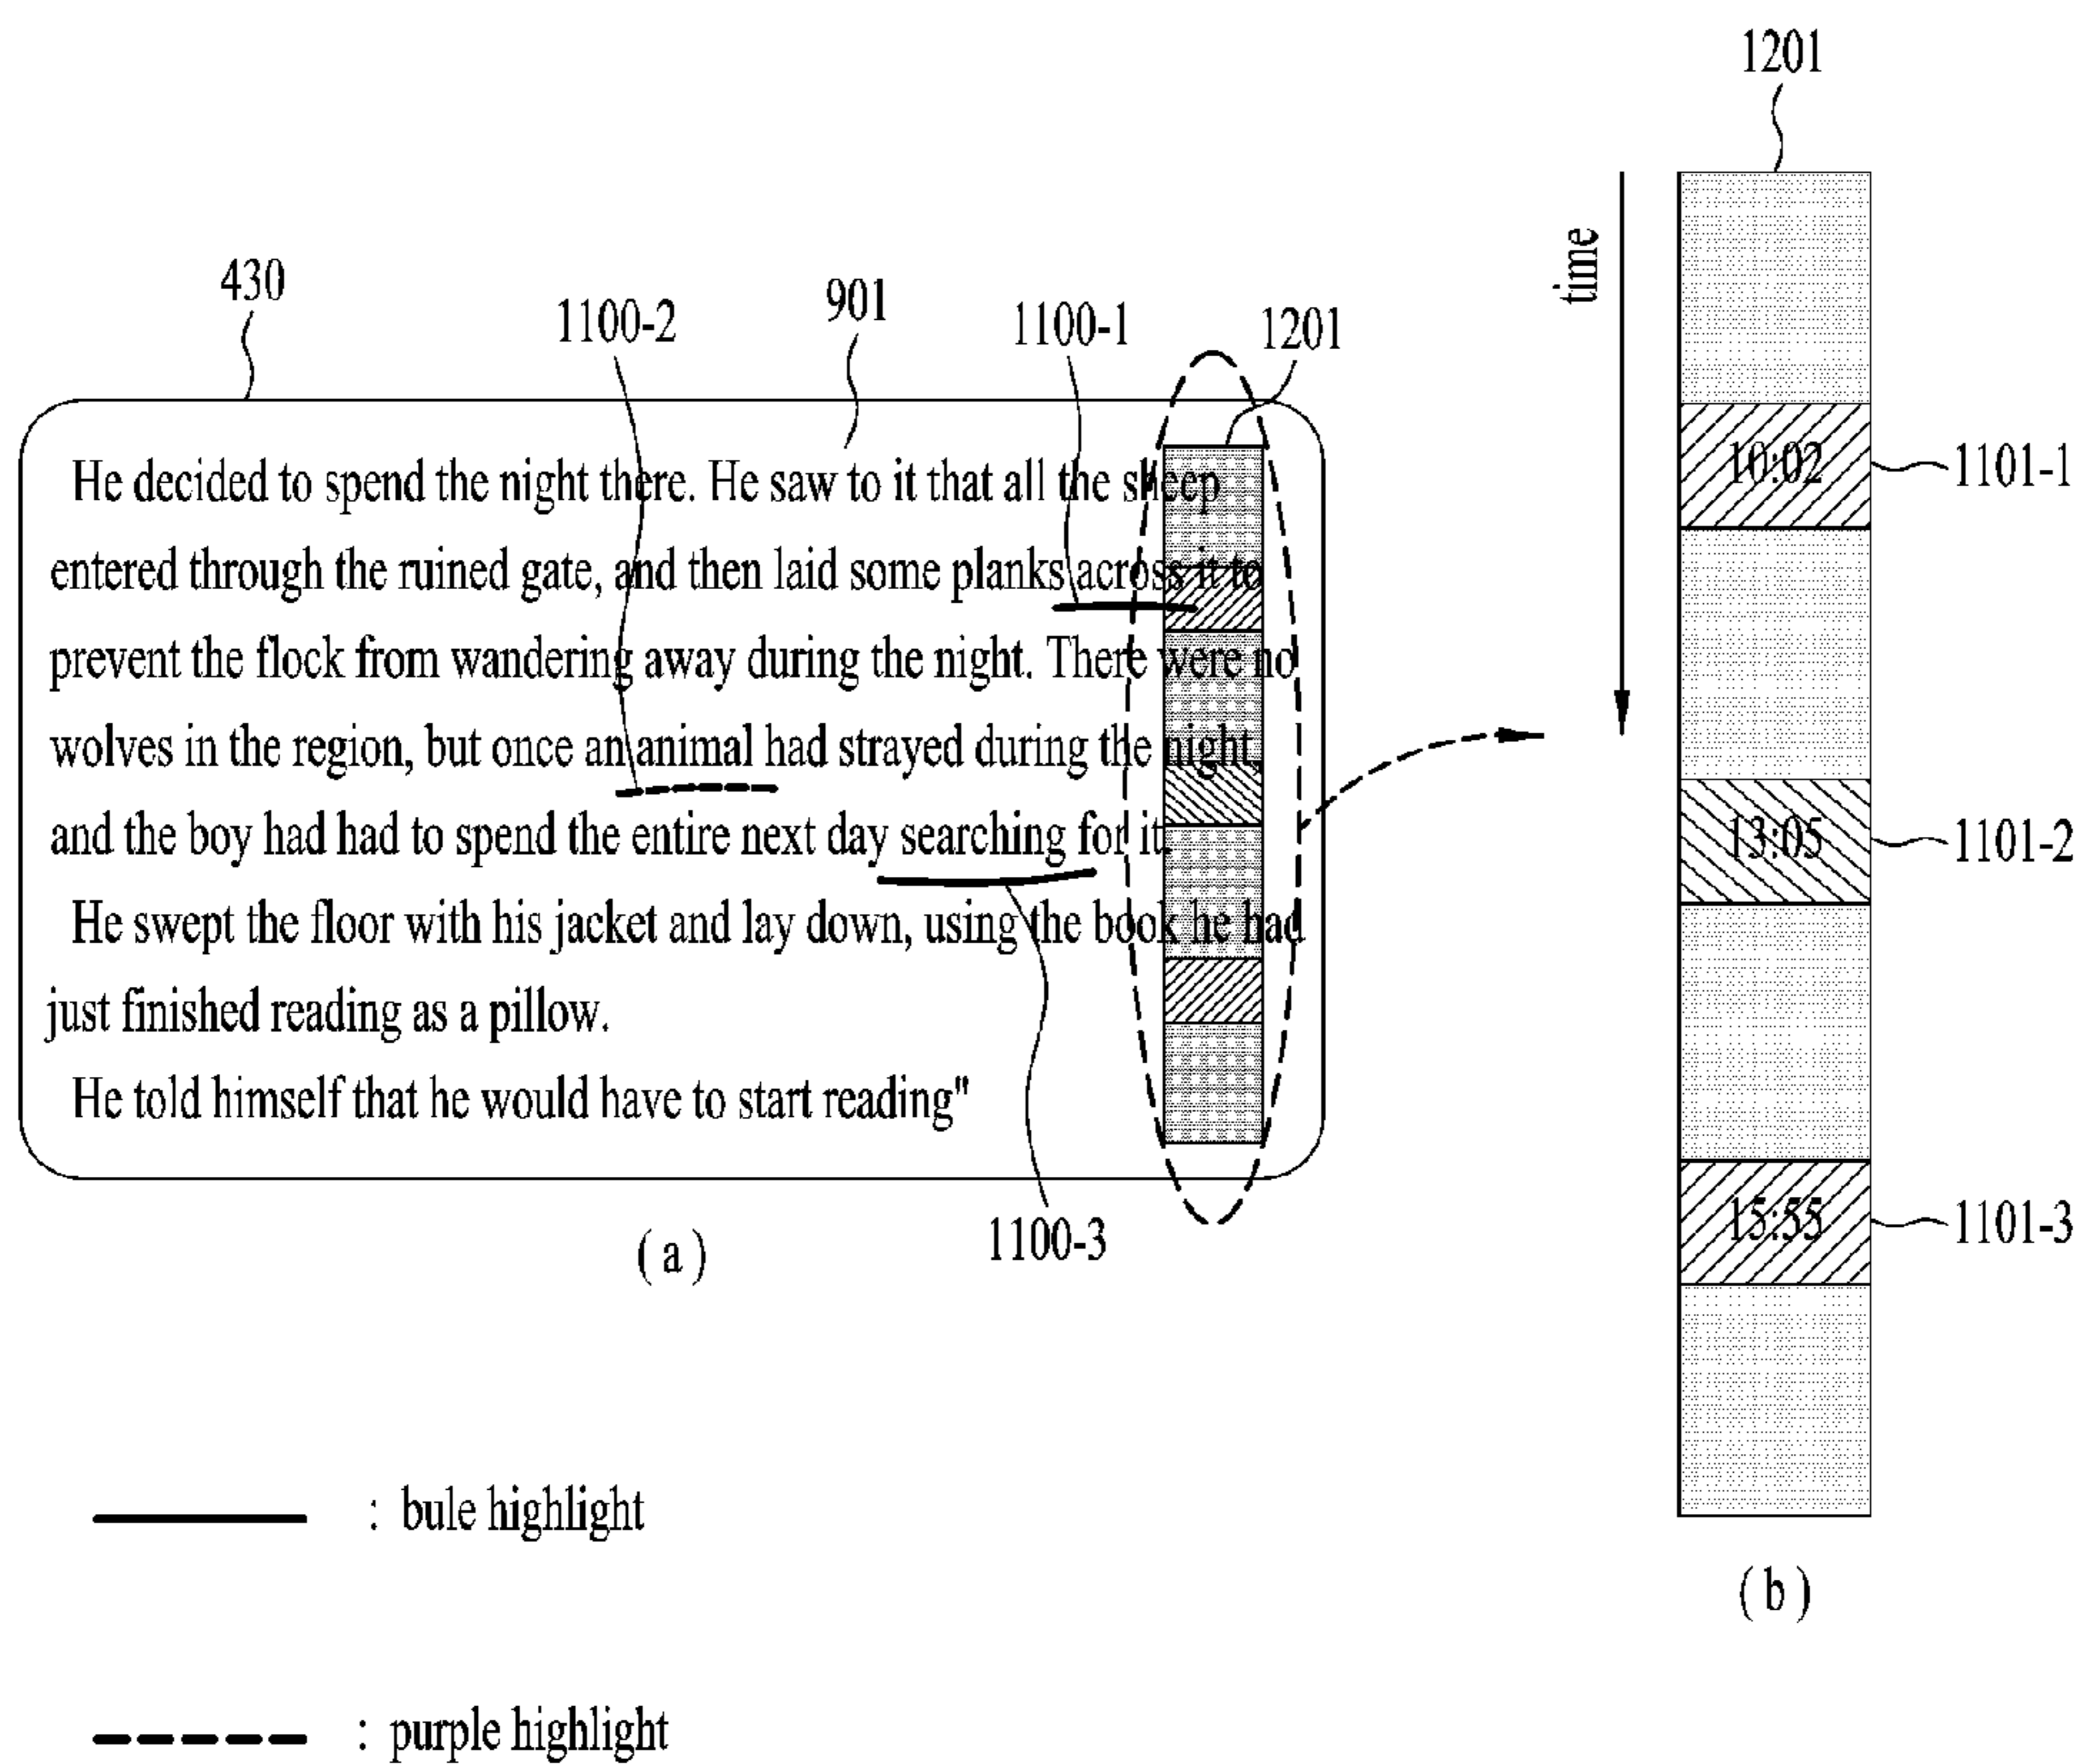 1201
time
430
1100-2
901
1100-1
1201
He decided to spend the night there. He saw to it that all the sheep
entered through the ruined gate, and then laid some planks across it to
prevent the flock from wandering away during the night. There were no
wolves in the region, but once an animal had strayed during the night,
and the boy had had to spend the entire next day searching for it.
He swept the floor with his jacket and lay down, using the book he had
just finished reading as a pillow.
He told himself that he would have to start reading"
1100-3
(a)
10:02
1101-1
13:05
1101-2
15:55
1101-3
(b)
: bule highlight
: purple highlight